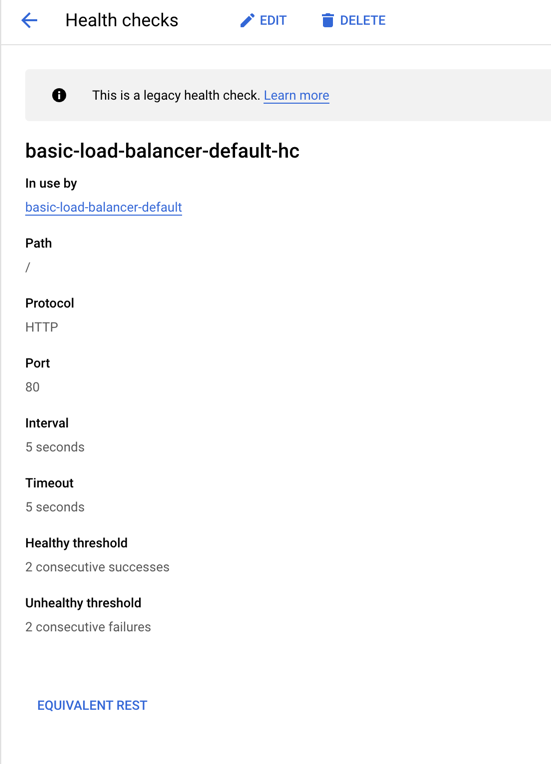 Health checks EDIT DELETE
This is a legacy health check. Learn more
basic-load-balancer-default-hc
In use by
basic-load-balancer-default
Path
/
Protocol
HTTP
Port
80
Interval
5 seconds
Timeout
5 seconds
Healthy threshold
2 consecutive successes
Unhealthy threshold
2 consecutive failures
EQUIVALENT REST